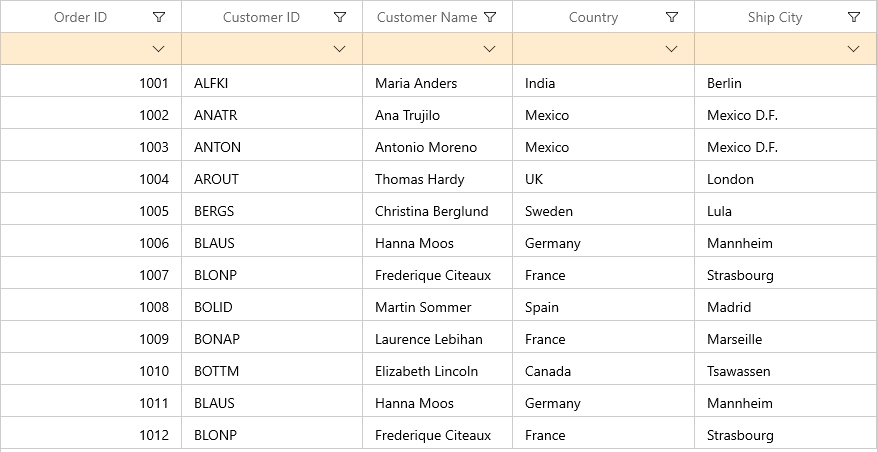 Order ID Customer ID Customer Name Country Ship City
1001 ALFKI Maria Anders India Berlin
1002 ANATR Ana Trujilo Mexico Mexico D.F.
1003 ANTON Antonio Moreno Mexico Mexico D.F.
1004 AROUT Thomas Hardy UK London
1005 BERGS Christina Berglund Sweden Lula
1006 BLAUS Hanna Moos Germany Mannheim
1007 BLONP Frederique Citeaux France Strasbourg
1008 BOLID Martin Sommer Spain Madrid
1009 BONAP Laurence Lebihan France Marseille
1010 BOTTM Elizabeth Lincoln Canada Tsawassen
1011 BLAUS Hanna Moos Germany Mannheim
1012 BLONP Frederique Citeaux France Strasbourg